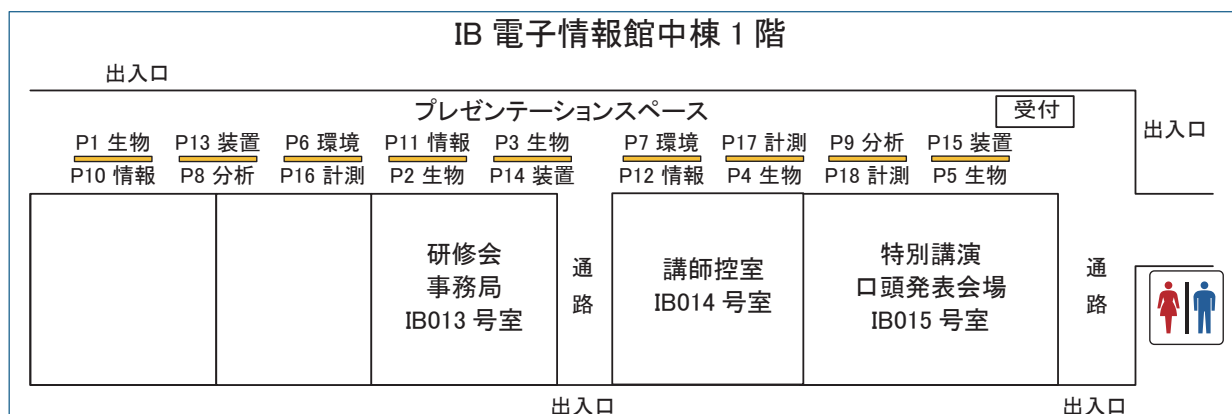 IB 電子情報館中棟 1 階
出入口
プレゼンテーションスペース
受付
出入口
P1 生物 P13 装置 P6 環境 P11 情報 P3 生物 P7 環境 P17 計測 P9 分析 P15 装置
P10 情報 P8 分析 P16 計測 P2 生物 P14 装置 P12 情報 P4 生物 P18 計測 P5 生物
研修会
事務局
IB013 号室
通
路
講師控室
IB014 号室
特別講演
口頭発表会場
IB015 号室
通
路
出入口
出入口